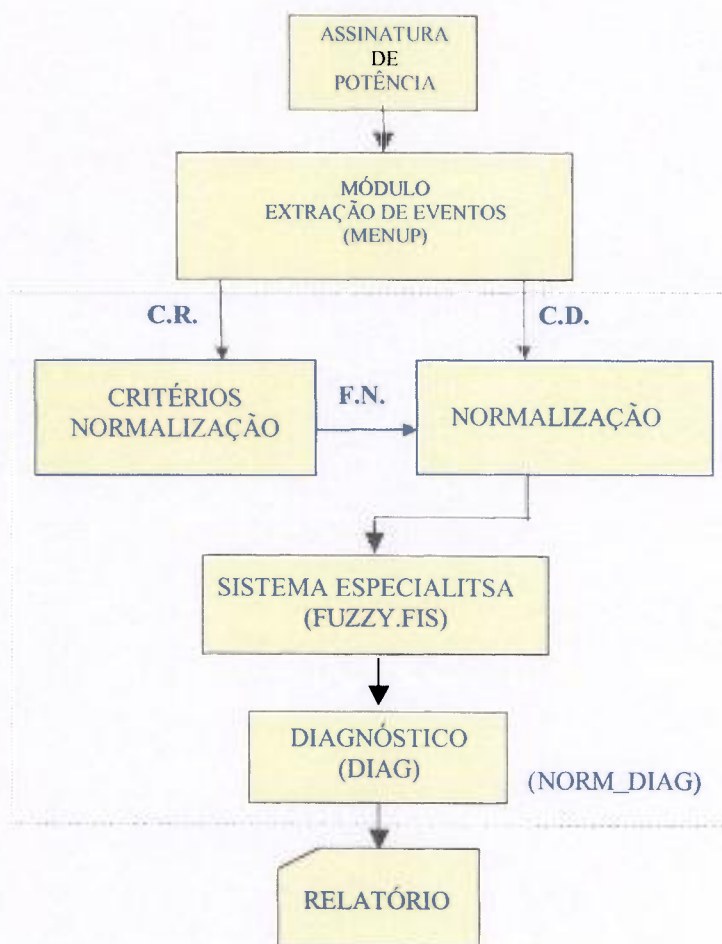 ASSINATURA
DE
POTÊNCIA
MÓDULO
EXTRAÇÃO DE EVENTOS
(MENUP)
C.R.
C.D.
CRITÉRIOS
NORMALIZAÇÃO
F.N.
NORMALIZAÇÃO
SISTEMA ESPECIALITSA
(FUZZY.FIS)
DIAGNÓSTICO
(DIAG)
(NORM_DIAG)
RELATÓRIO